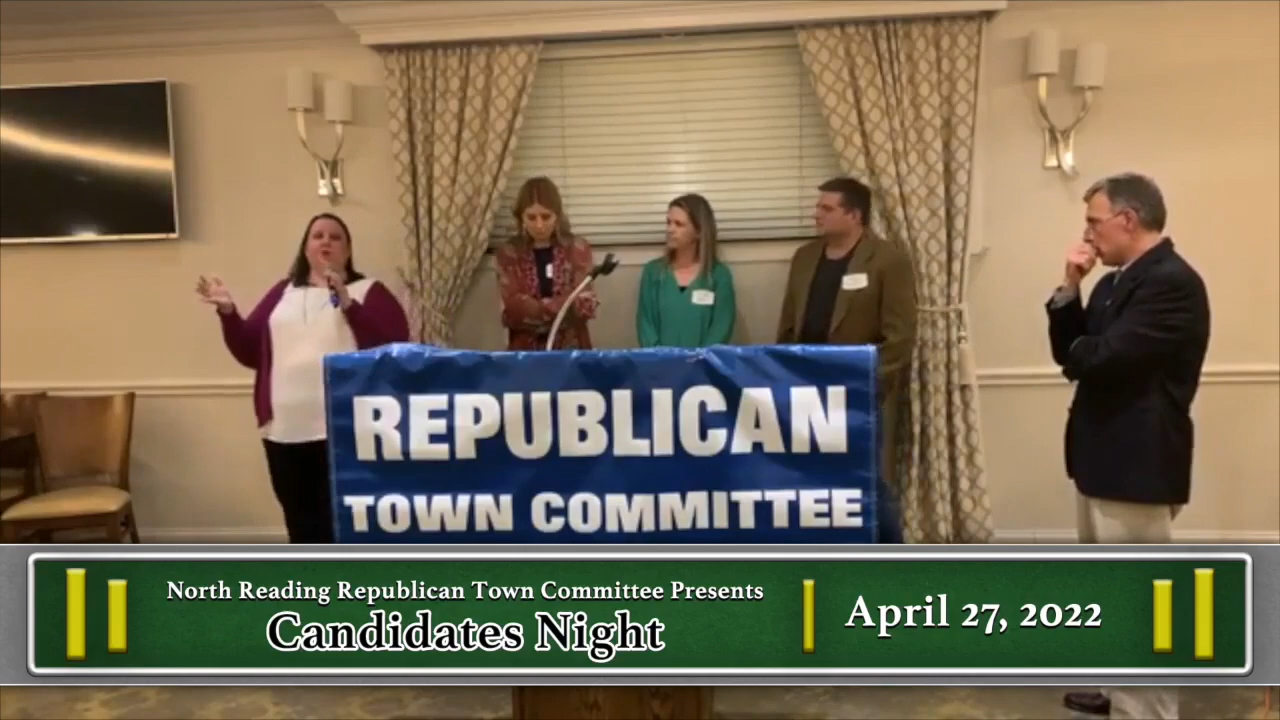 REPUBLICAN
TOWN COMMITTEE
North Reading Republican Town Committee Presents
Candidates Night
April 27, 2022